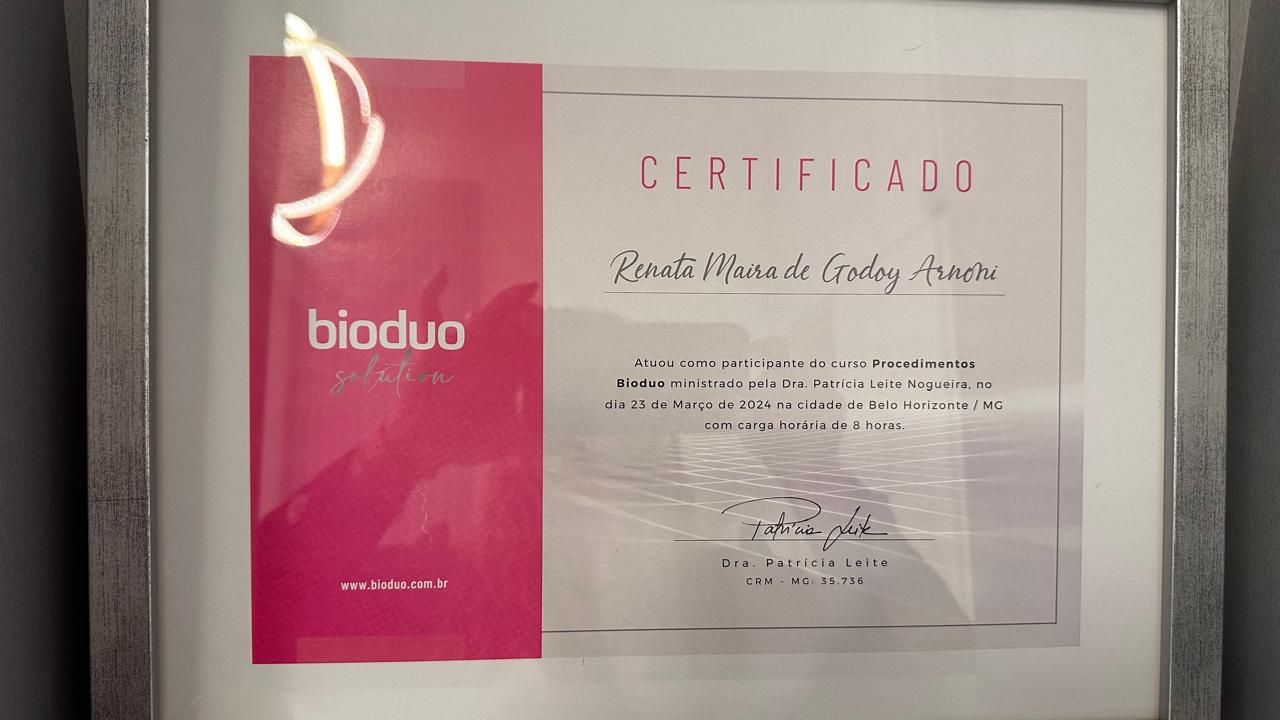 bioduo
solution
www.bioduo.com.br
CERTIFICADO
Renata Maira de Godoy Arnoni
Atuou como participante do curso Procedimentos
Bioduo ministrado pela Dra. Patrícia Leite Nogueira, no
dia 23 de Março de 2024 na cidade de Belo Horizonte / MG
com carga horária de 8 horas.
Patrícia Leite
Dra. Patrícia Leite
CRM - MG: 35.736